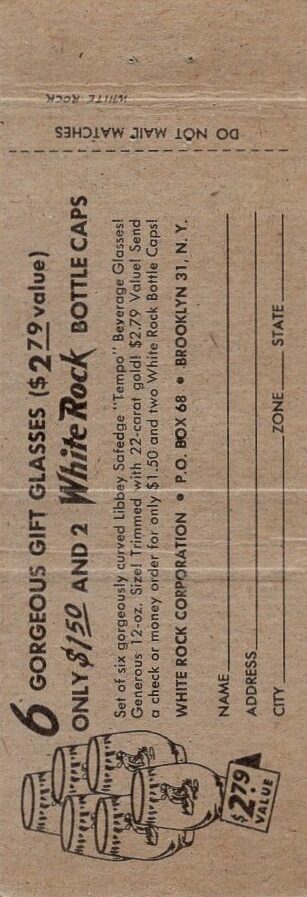 6 GORGEOUS GIFT GLASSES ($2.79 value)
ONLY $1.50 AND 2 White Rock BOTTLE CAPS
Set of six gorgeously curved Libbey Safedge "Tempo" Beverage Glasses!
Generous 12-oz. Size! Trimmed with 22-carat gold! $2.79 Value! Send
a check or money order for only $1.50 and two White Rock Bottle Caps!
WHITE ROCK CORPORATION • P.O. BOX 68 • BROOKLYN 31, N. Y.
NAME
ADDRESS
CITY ZONE STATE
$2.79
VALUE
DO NOT MAIL MATCHES
WHITE ROCK